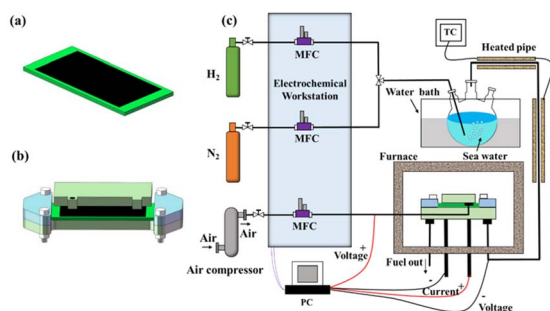 (a)
(b)
Air
Air
Air compressor
(c)
H2
N2
MFC
Electrochemical
Workstation
MFC
MFC
TC
Heated pipe
Water bath
Sea water
Furnace
Voltage
+
Fuel out
-
Current
+
-
Voltage
PC